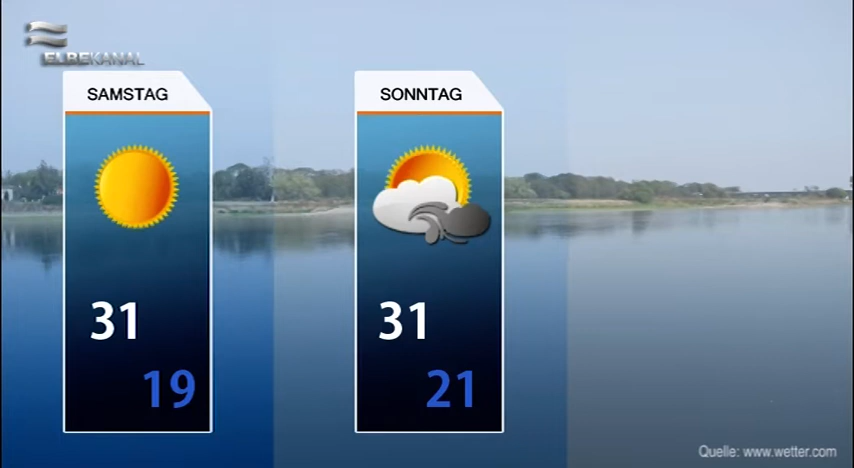 ELBEKANAL
SAMSTAG
SONNTAG
31
31
19
21
Quelle: www.wetter.com